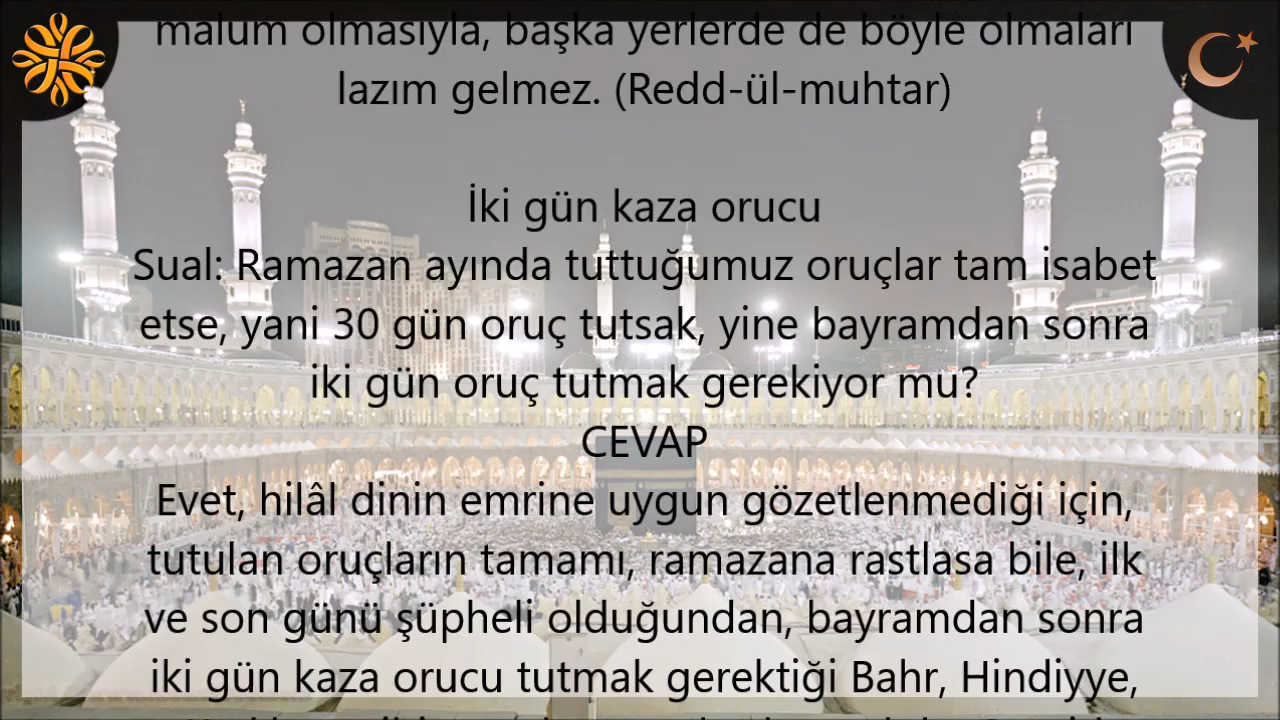 malum olmasıyla, başka yerlerde de böyle olmaları
lazım gelmez. (Redd-ül-muhtar)
İki gün kaza orucu
Sual: Ramazan ayında tuttuğumuz oruçlar tam isabet
etse, yani 30 gün oruç tutsak, yine bayramdan sonra
iki gün oruç tutmak gerekiyor mu?
CEVAP
Evet, hilâl dinin emrine uygun gözetlenmediği için,
tutulan oruçların tamamı, ramazana rastlasa bile, ilk
ve son günü şüpheli olduğundan, bayramdan sonra
iki gün kaza orucu tutmak gerektiği Bahr, Hindiyye,